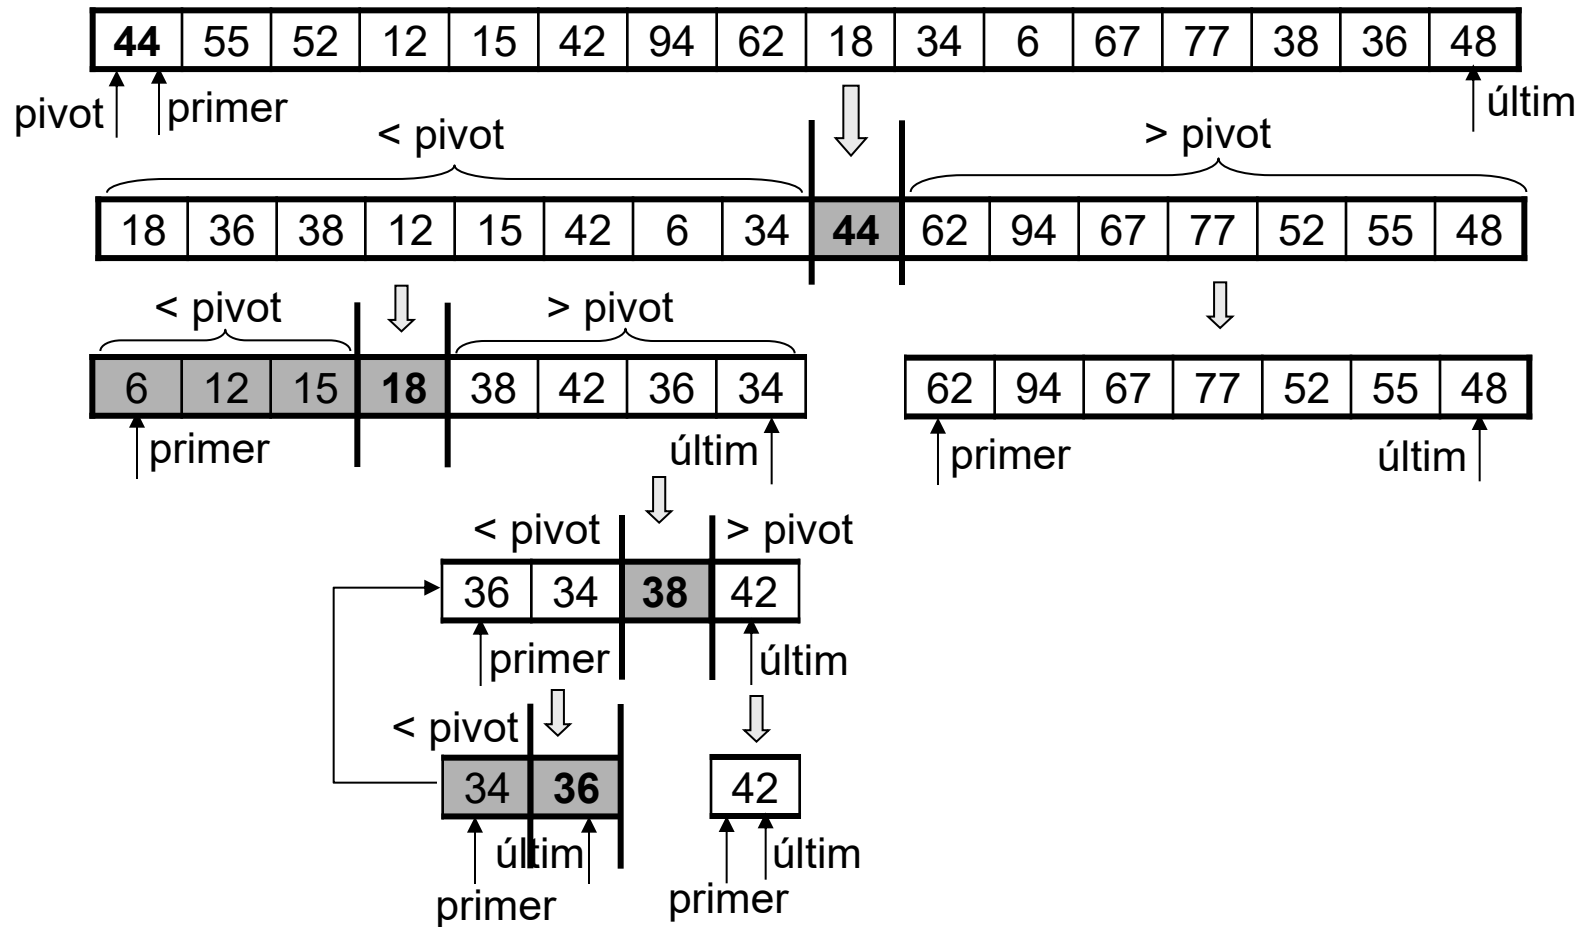 44 55 52 12 15 42 94 62 18 34 6 67 77 38 36 48
pivot primer últim
< pivot > pivot
18 36 38 12 15 42 6 34 44 62 94 67 77 52 55 48
< pivot > pivot
6 12 15 18 38 42 36 34 62 94 67 77 52 55 48
primer últim primer últim
< pivot > pivot
36 34 38 42
primer últim
< pivot
34 36 42
últim últim
primer primer